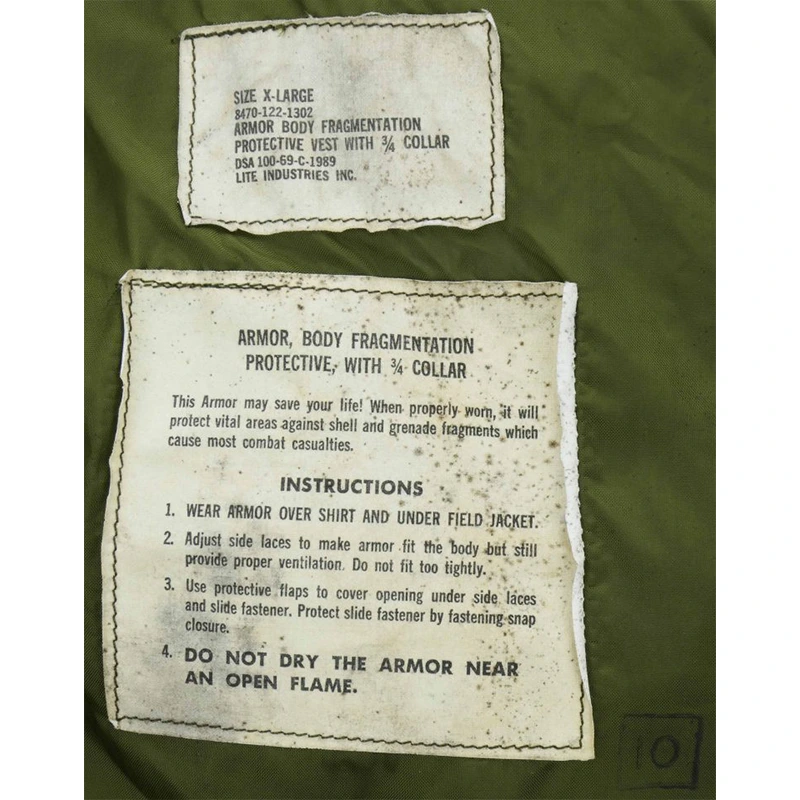 SIZE X-LARGE
8470-122-1302
ARMOR BODY FRAGMENTATION
PROTECTIVE VEST WITH ¾ COLLAR
DSA 100-69-C-1989
LITE INDUSTRIES INC.
ARMOR, BODY FRAGMENTATION
PROTECTIVE, WITH ¾ COLLAR
This Armor may save your life! When properly worn, it will
protect vital areas against shell and grenade fragments which
cause most combat casualties.
INSTRUCTIONS
1. WEAR ARMOR OVER SHIRT AND UNDER FIELD JACKET.
2. Adjust side laces to make armor fit the body but still
provide proper ventilation. Do not fit too tightly.
3. Use protective flaps to cover opening under side laces
and slide fastener. Protect slide fastener by fastening snap
closure.
4. DO NOT DRY THE ARMOR NEAR
AN OPEN FLAME.
10